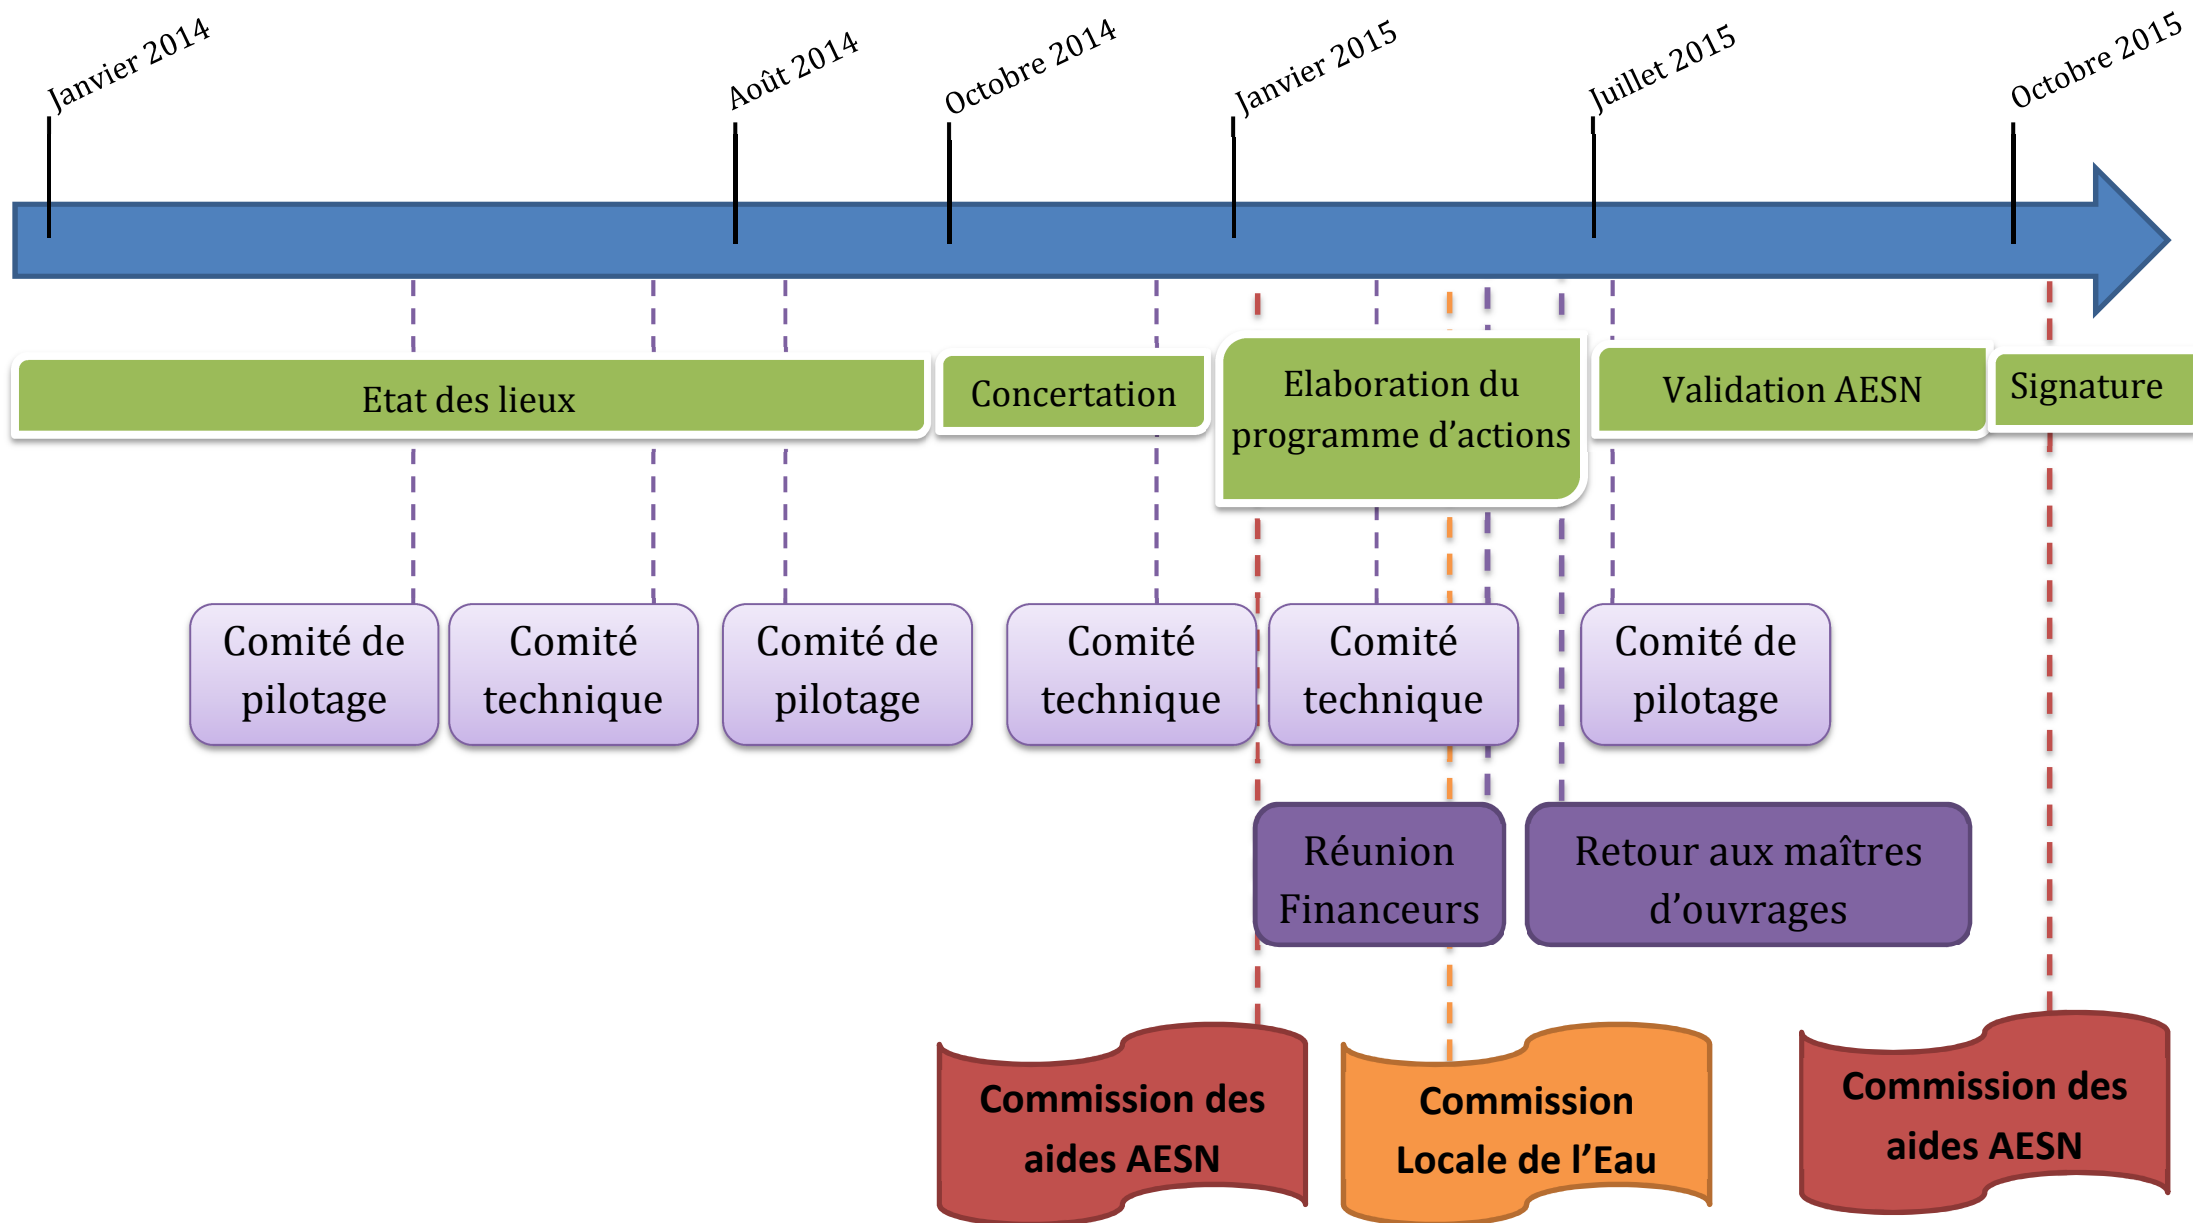 Janvier 2014
Août 2014
Octobre 2014
Janvier 2015
Juillet 2015
Octobre 2015
Etat des lieux
Concertation
Elaboration du
programme d’actions
Validation AESN
Signature
Comité de
pilotage
Comité
technique
Comité de
pilotage
Comité
technique
Comité
technique
Comité de
pilotage
Réunion
Financeurs
Retour aux maîtres
d’ouvrages
Commission des
aides AESN
Commission
Locale de l’Eau
Commission des
aides AESN